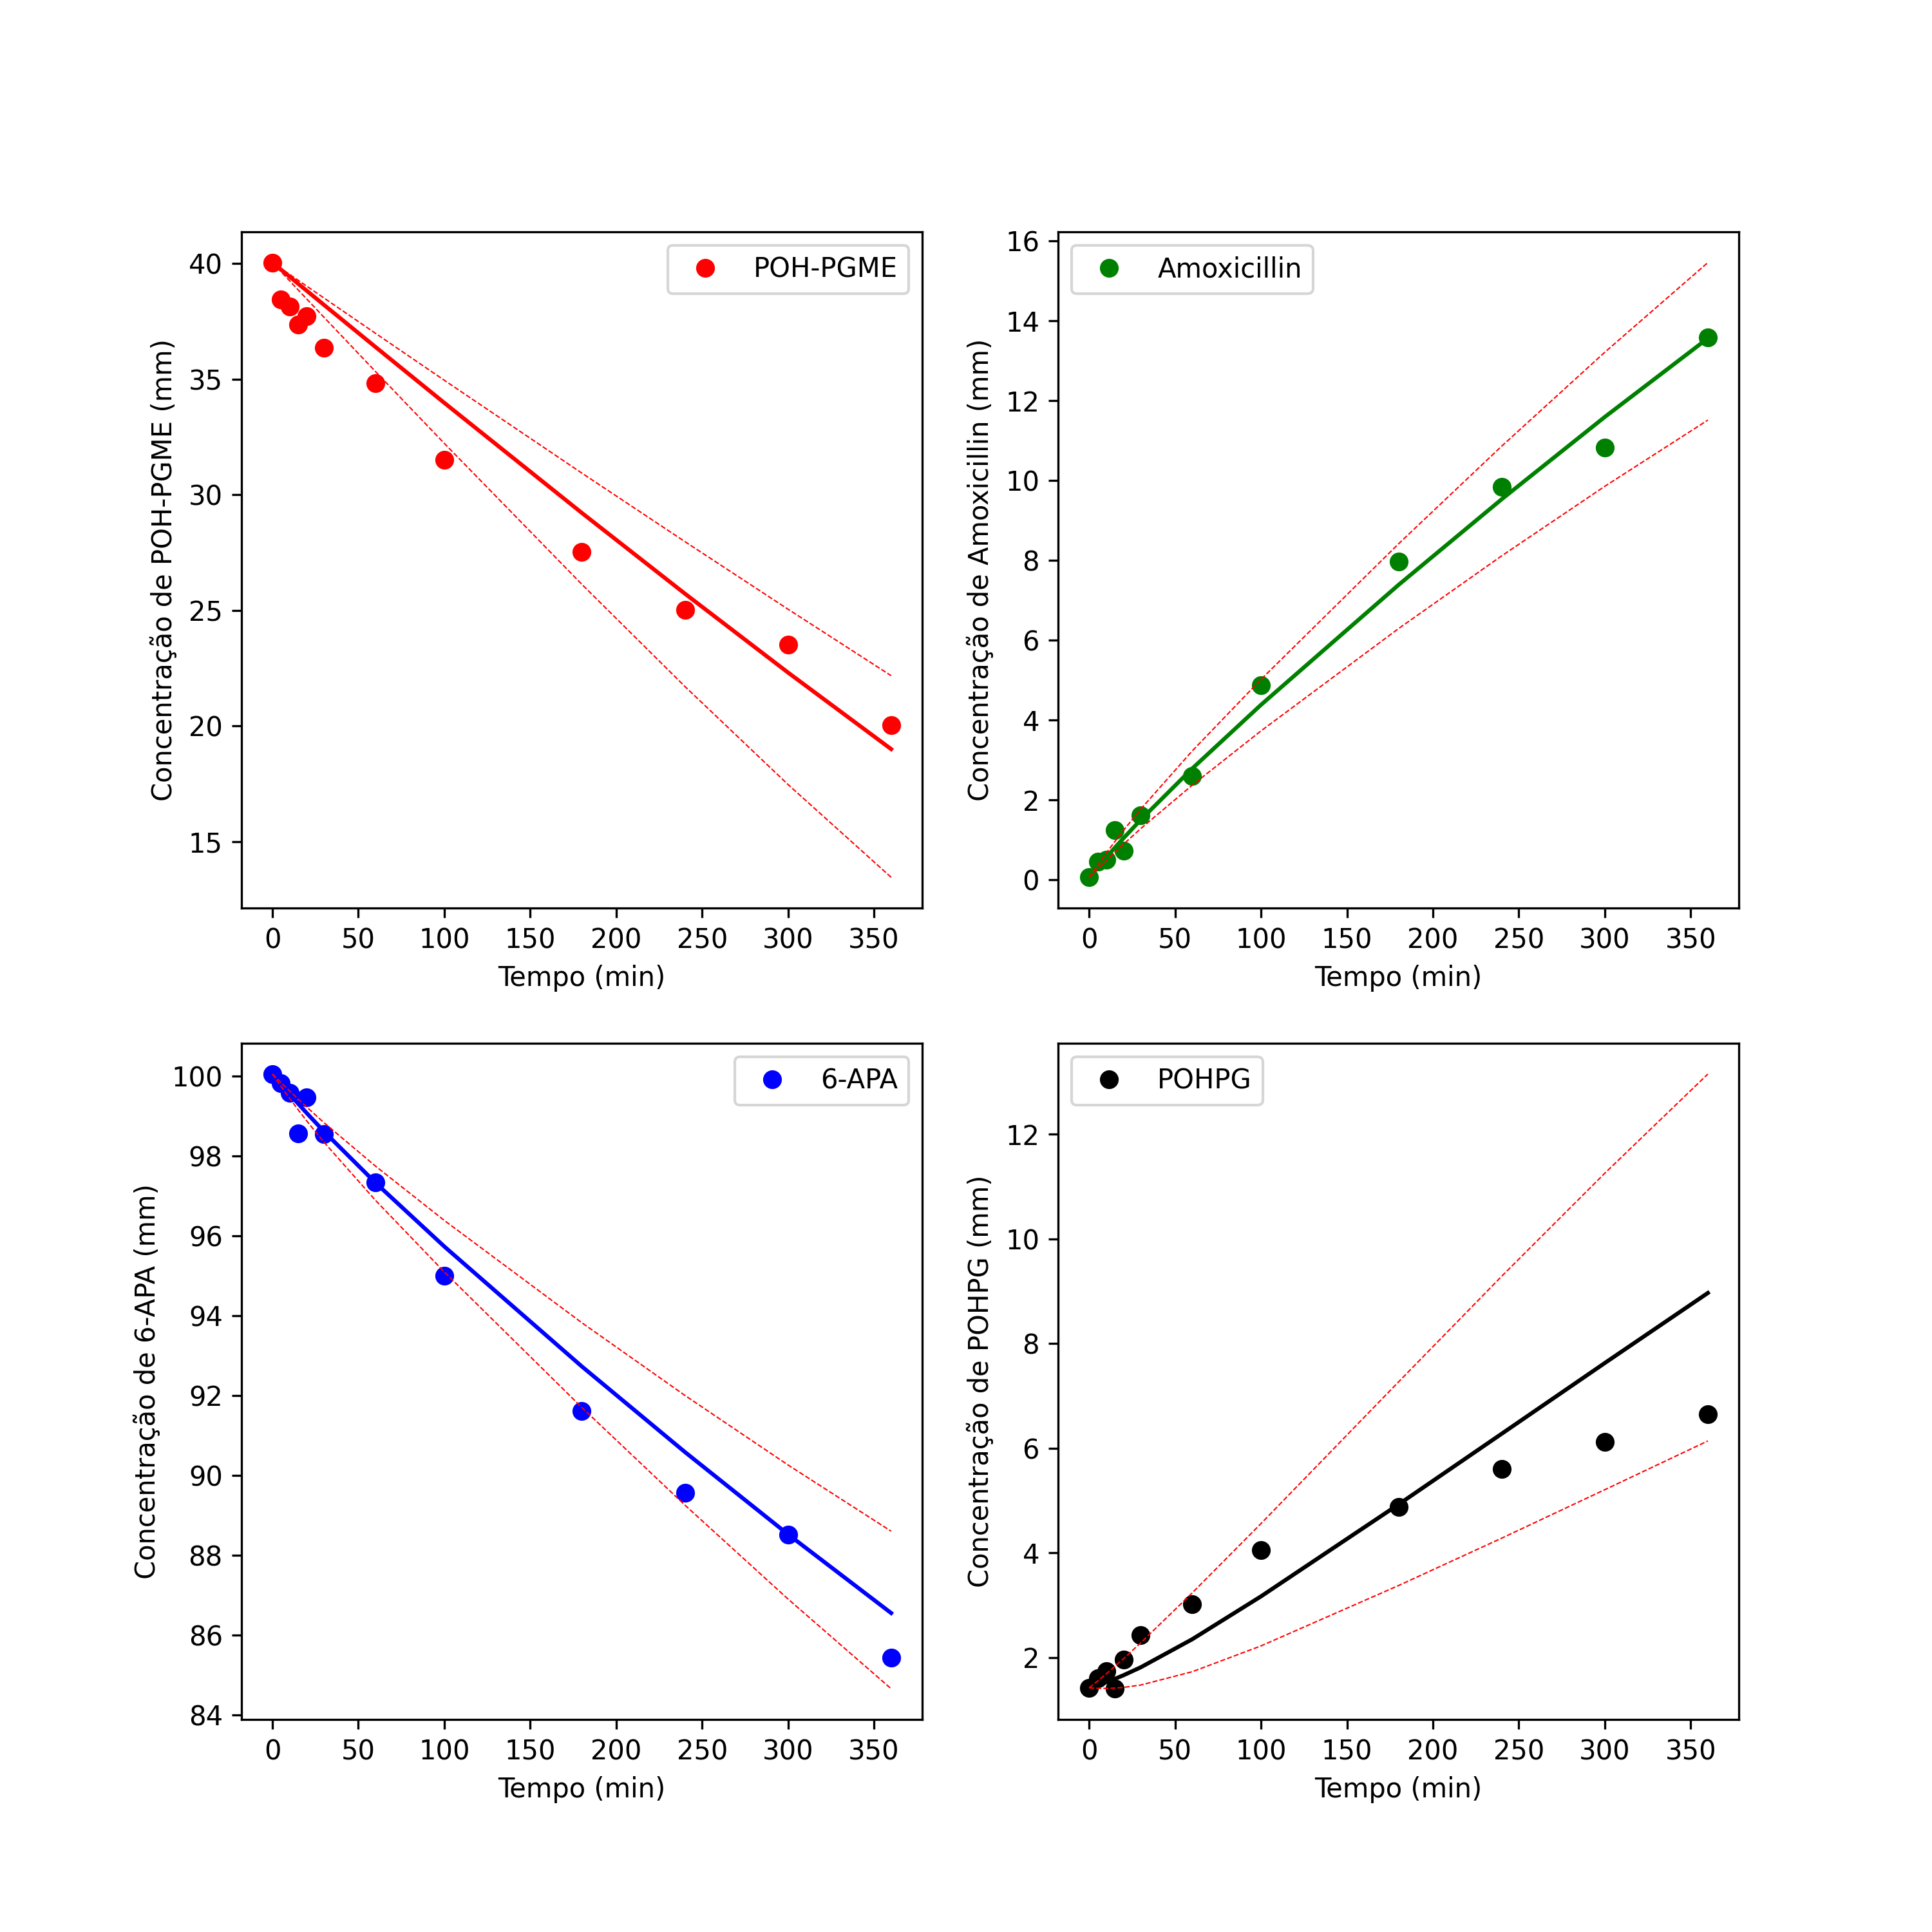 POH-PGME
Concentração de POH-PGME (mm)
40
35
30
25
20
15
0 50 100 150 200 250 300 350
Tempo (min)
Amoxicillin
Concentração de Amoxicillin (mm)
16
14
12
10
8
6
4
2
0
0 50 100 150 200 250 300 350
Tempo (min)
6-APA
Concentração de 6-APA (mm)
100
98
96
94
92
90
88
86
84
0 50 100 150 200 250 300 350
Tempo (min)
POHPG
Concentração de POHPG (mm)
12
10
8
6
4
2
0 50 100 150 200 250 300 350
Tempo (min)